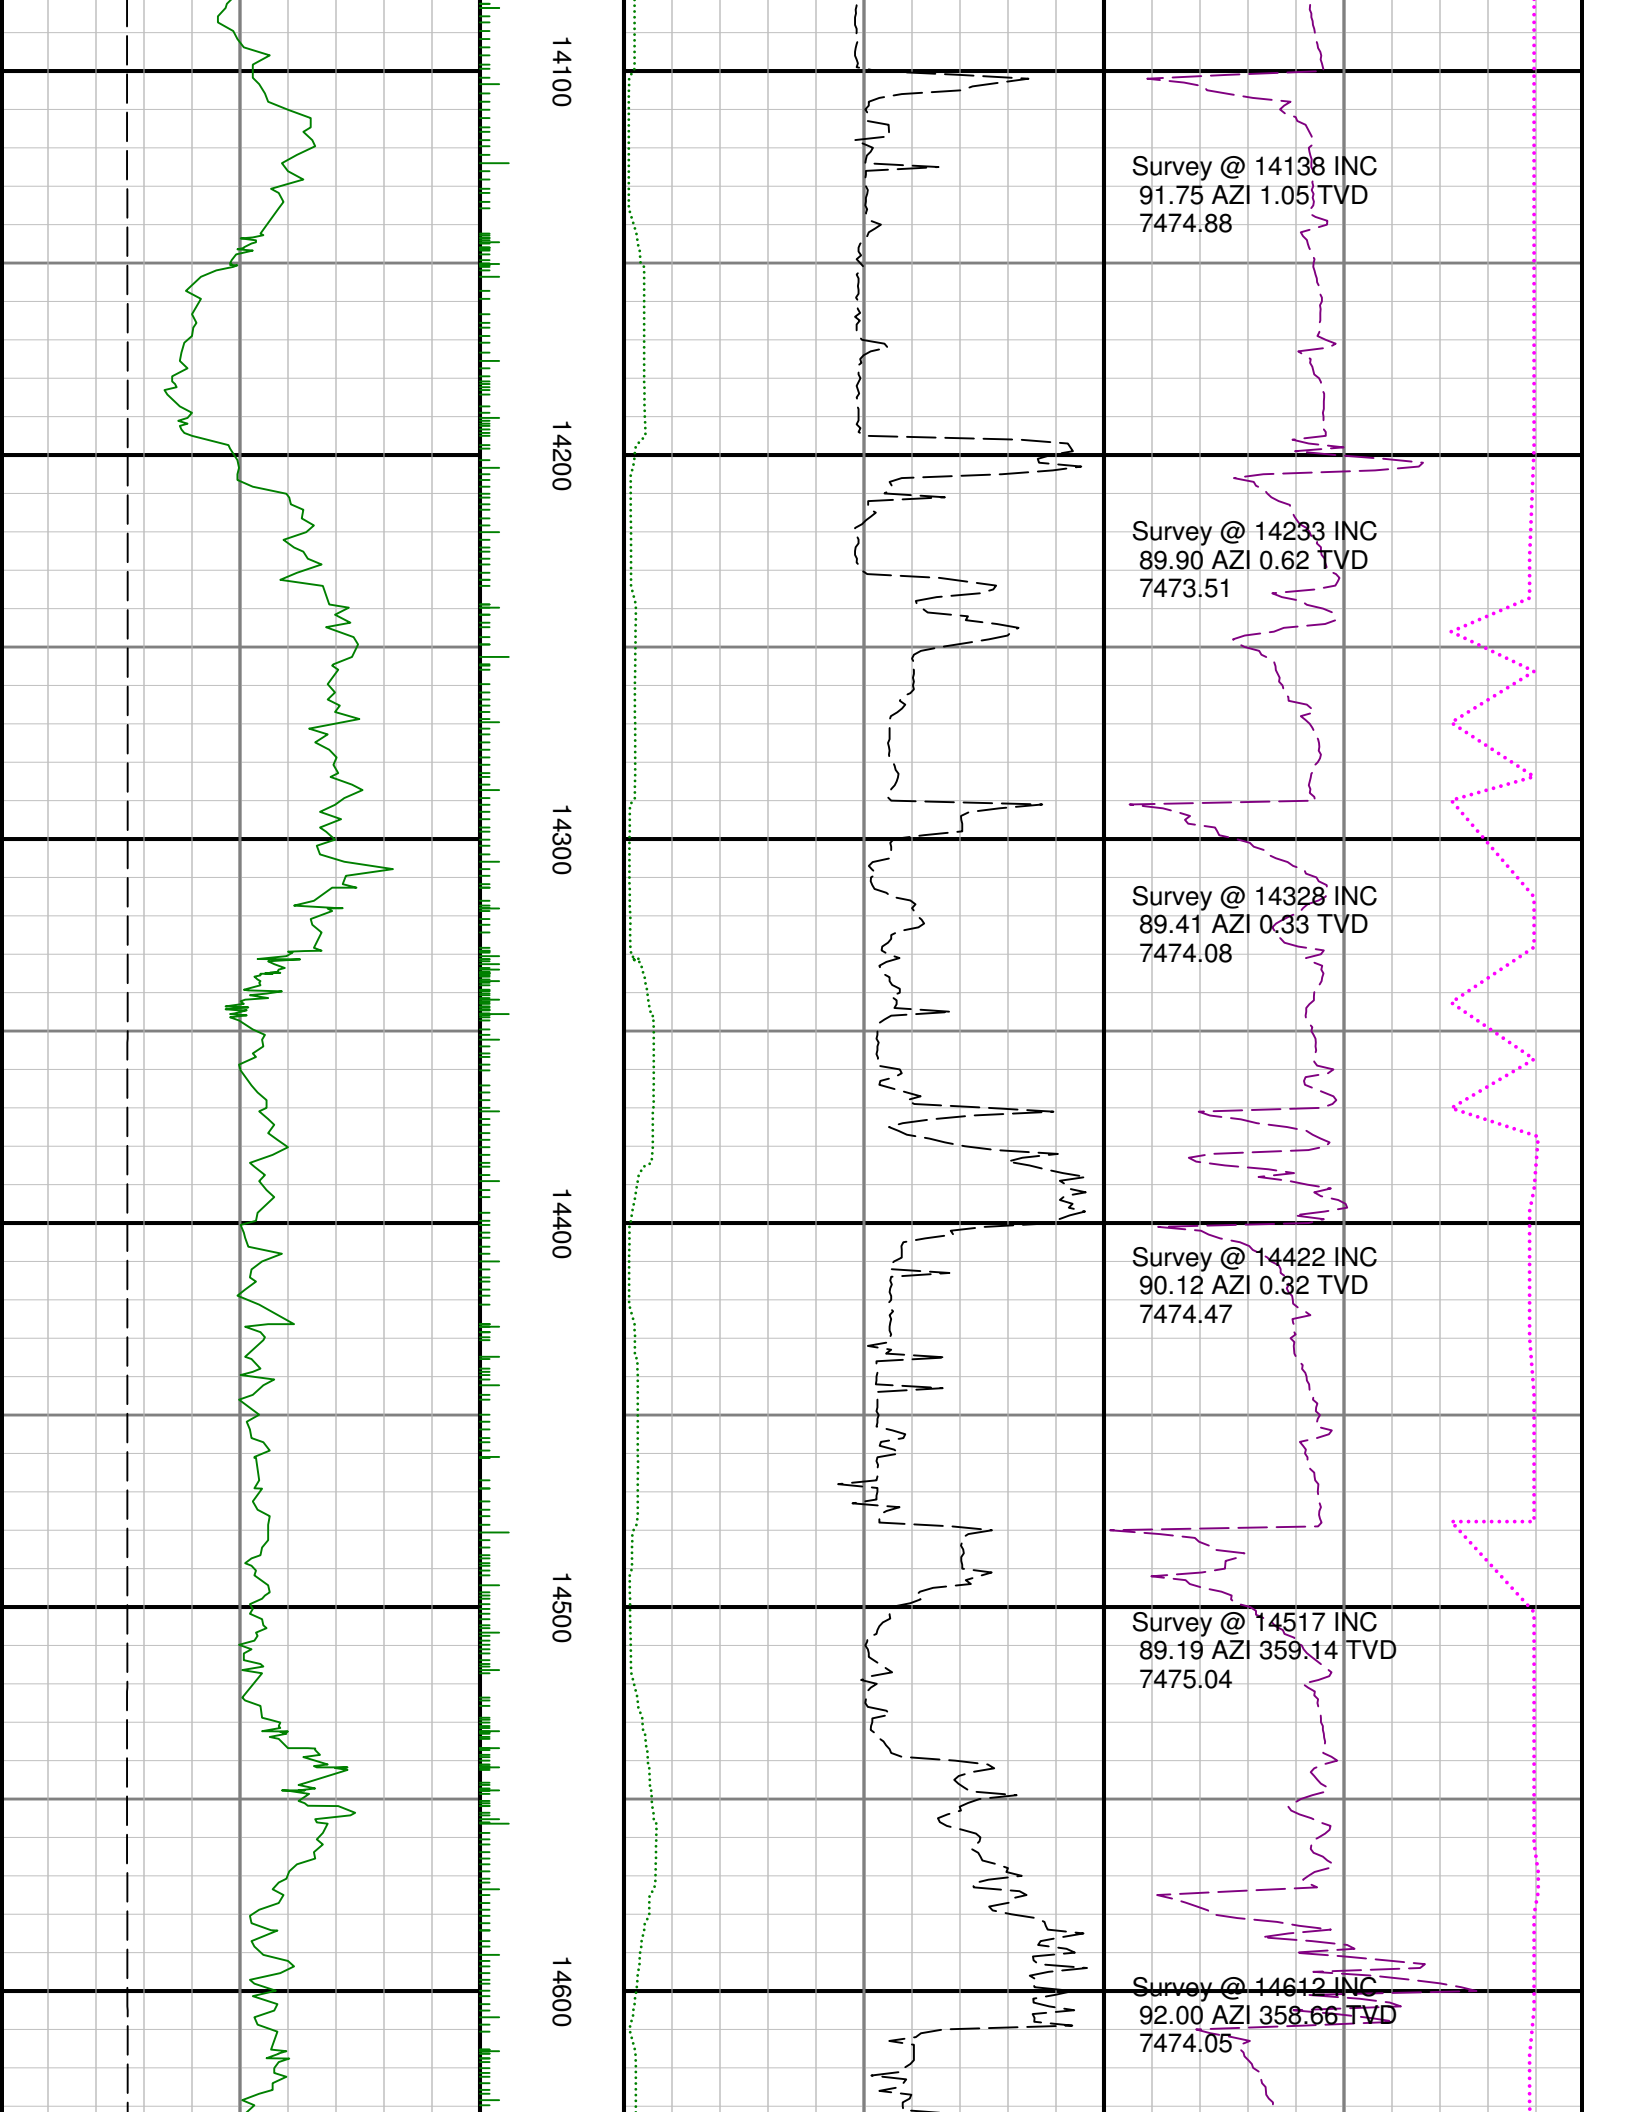 14100
Survey @ 14138 INC
91.75 AZI 1.05 TVD
7474.88
14200
Survey @ 14233 INC
89.90 AZI 0.62 TVD
7473.51
14300
Survey @ 14328 INC
89.41 AZI 0.33 TVD
7474.08
14400
Survey @ 14422 INC
90.12 AZI 0.32 TVD
7474.47
14500
Survey @ 14517 INC
89.19 AZI 359.14 TVD
7475.04
14600
Survey @ 14612 INC
92.00 AZI 358.66 TVD
7474.05